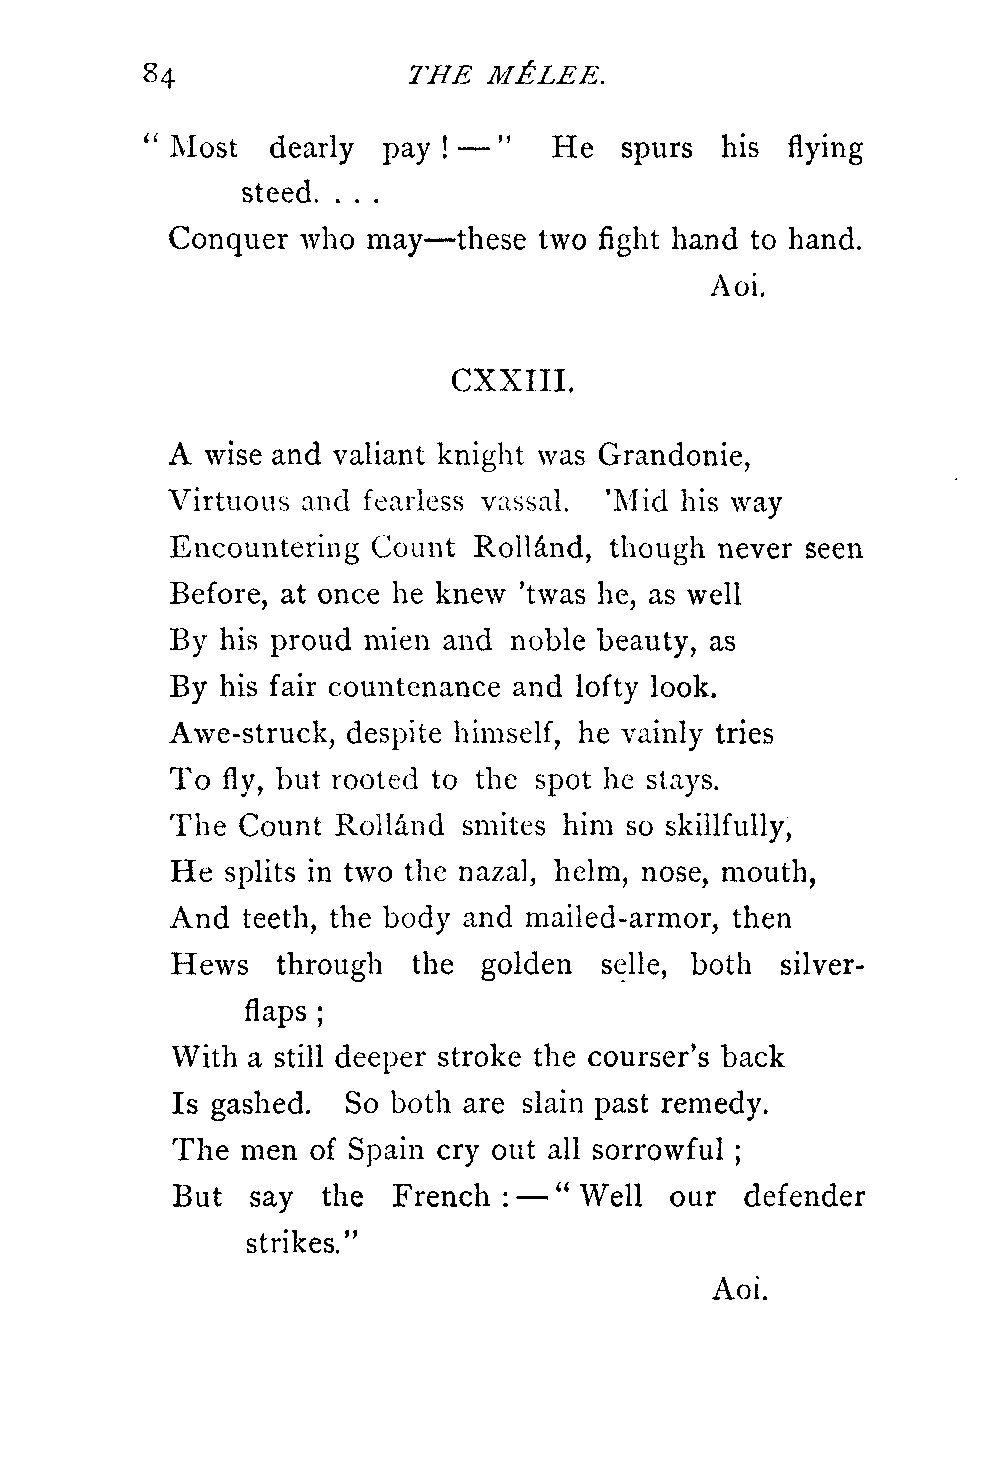 84 THE MÊLEE.
“ Most dearly pay ! — ” He spurs his flying
steed. . . .
Conquer who may—these two fight hand to hand.
Aoi.
CXXIII.
A wise and valiant knight was Grandonie,
Virtuous and fearless vassal. 'Mid his way
Encountering Count Rollánd, though never seen
Before, at once he knew 'twas he, as well
By his proud mien and noble beauty, as
By his fair countenance and lofty look.
Awe-struck, despite himself, he vainly tries
To fly, but rooted to the spot he stays.
The Count Rollánd smites him so skillfully,
He splits in two the nazal, helm, nose, mouth,
And teeth, the body and mailed-armor, then
Hews through the golden selle, both silver-
flaps ;
With a still deeper stroke the courser's back
Is gashed. So both are slain past remedy.
The men of Spain cry out all sorrowful ;
But say the French : — “ Well our defender
strikes.”
Aoi.